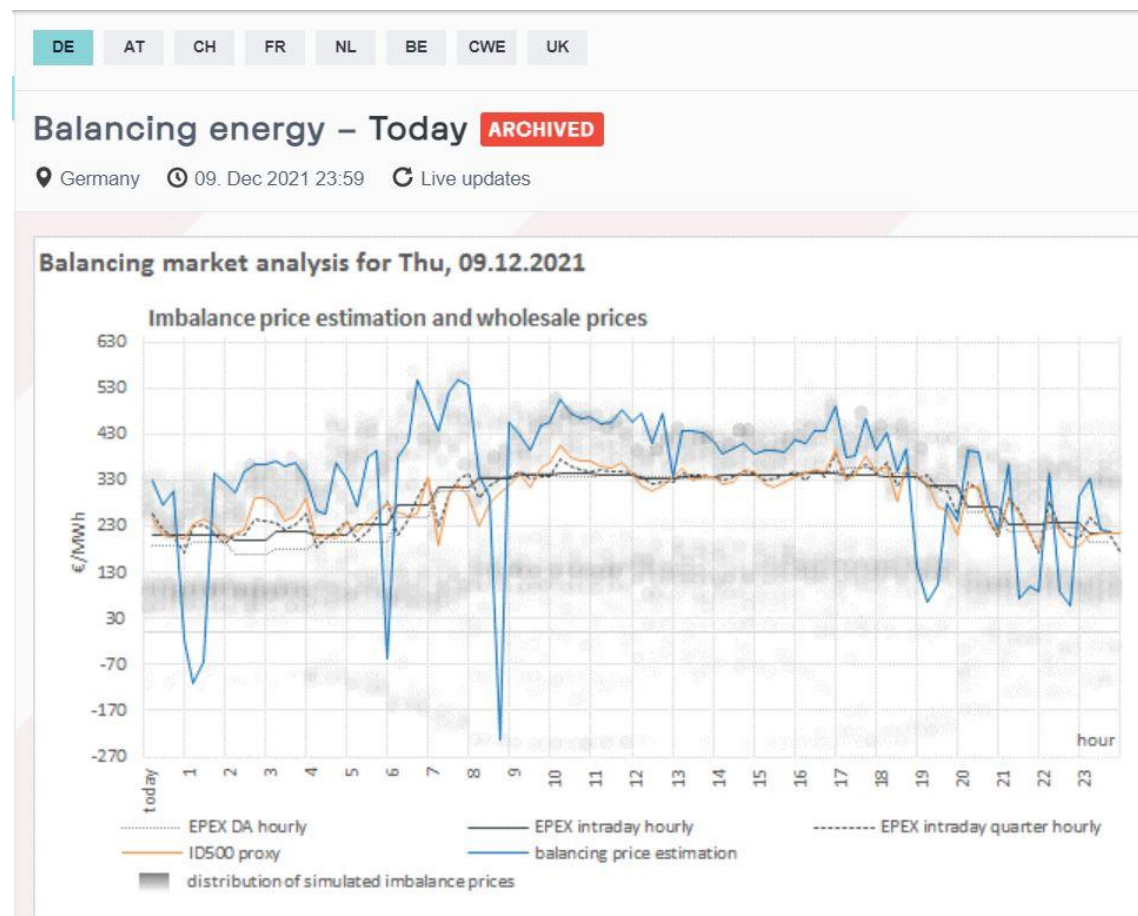 DE AT CH FR NL BE CWE UK
Balancing energy – Today ARCHIVED
Germany 09. Dec 2021 23:59 Live updates
Balancing market analysis for Thu, 09.12.2021
Imbalance price estimation and wholesale prices
630
530
430
330
230
130
30
-70
-170
-270
€/MWh
hour
today 1 2 3 4 5 6 7 8 9 10 11 12 13 14 15 16 17 18 19 20 21 22 23
EPEX DA hourly EPEX intraday hourly EPEX intraday quarter hourly
ID500 proxy balancing price estimation
distribution of simulated imbalance prices